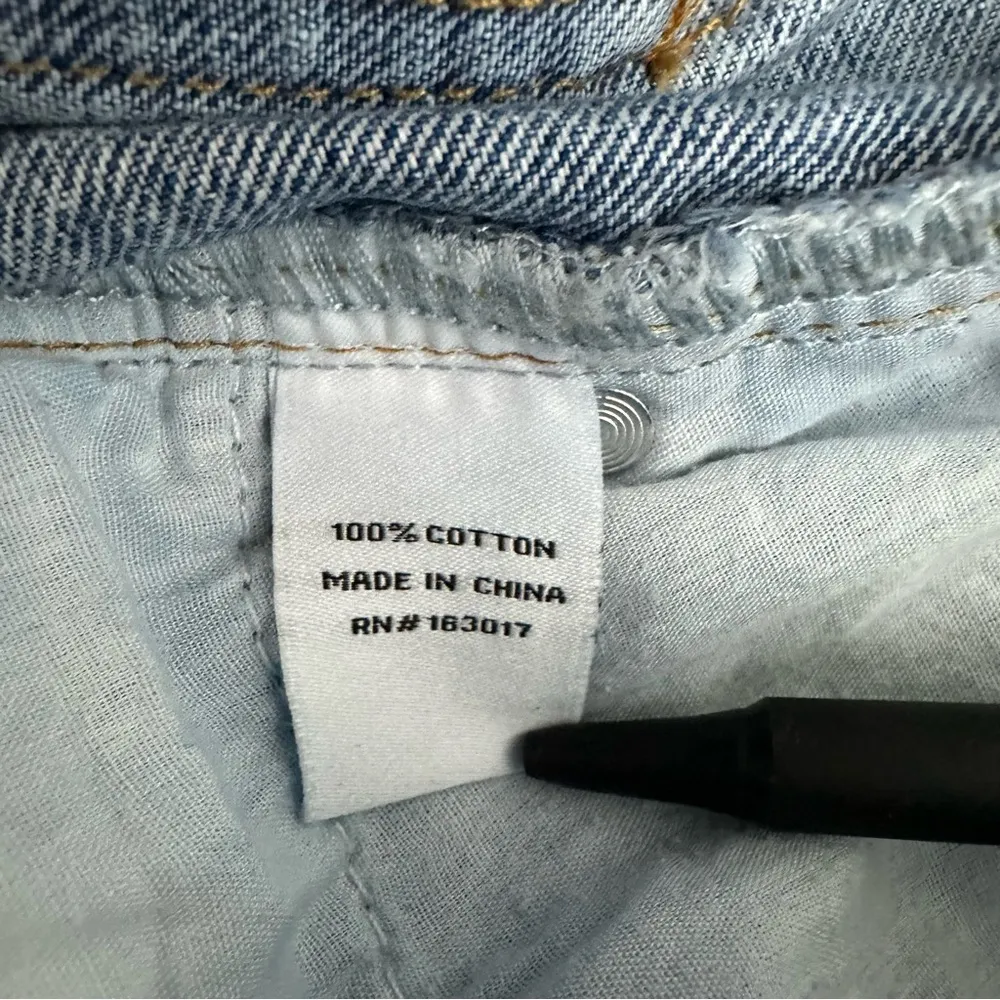 100% COTTON
MADE IN CHINA
RN# 163017